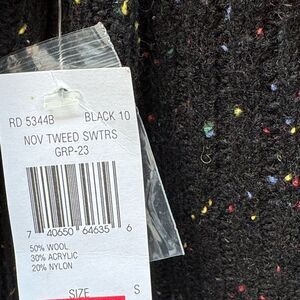 RD 5344B BLACK 10
NOV TWEED SWTRS
GRP-23
7 40650 64635 6
50% WOOL
30% ACRYLIC
20% NYLON
SIZE S